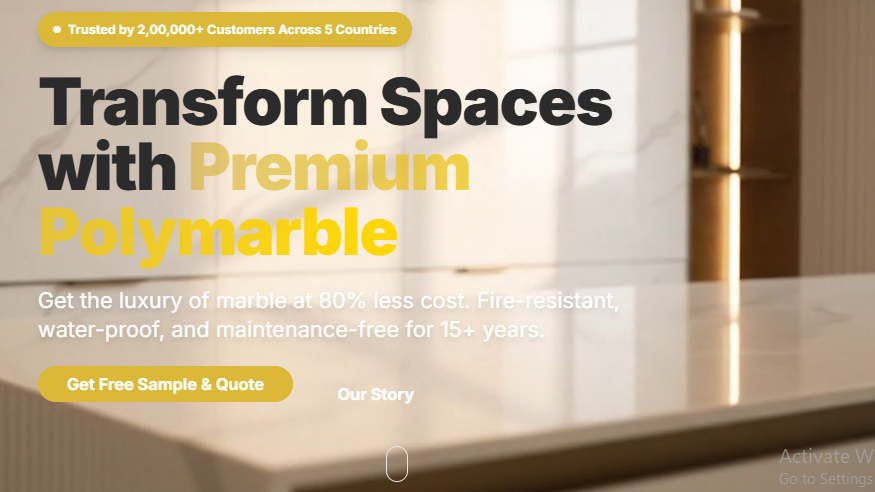 Trusted by 2,00,000+ Customers Across 5 Countries
Transform Spaces
with Premium
Polymarble
Get the luxury of marble at 80% less cost. Fire-resistant,
water-proof, and maintenance-free for 15+ years.
Get Free Sample & Quote
Our Story
Activate W
Go to Settings